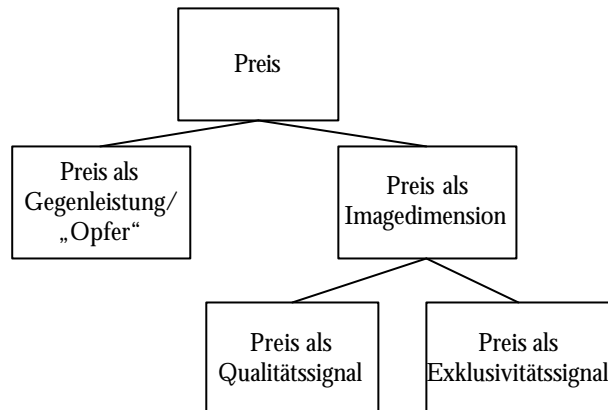 Preis
Preis als
Gegenleistung/
„Opfer“
Preis als
Imagedimension
Preis als
Qualitätssignal
Preis als
Exklusivitätssignal